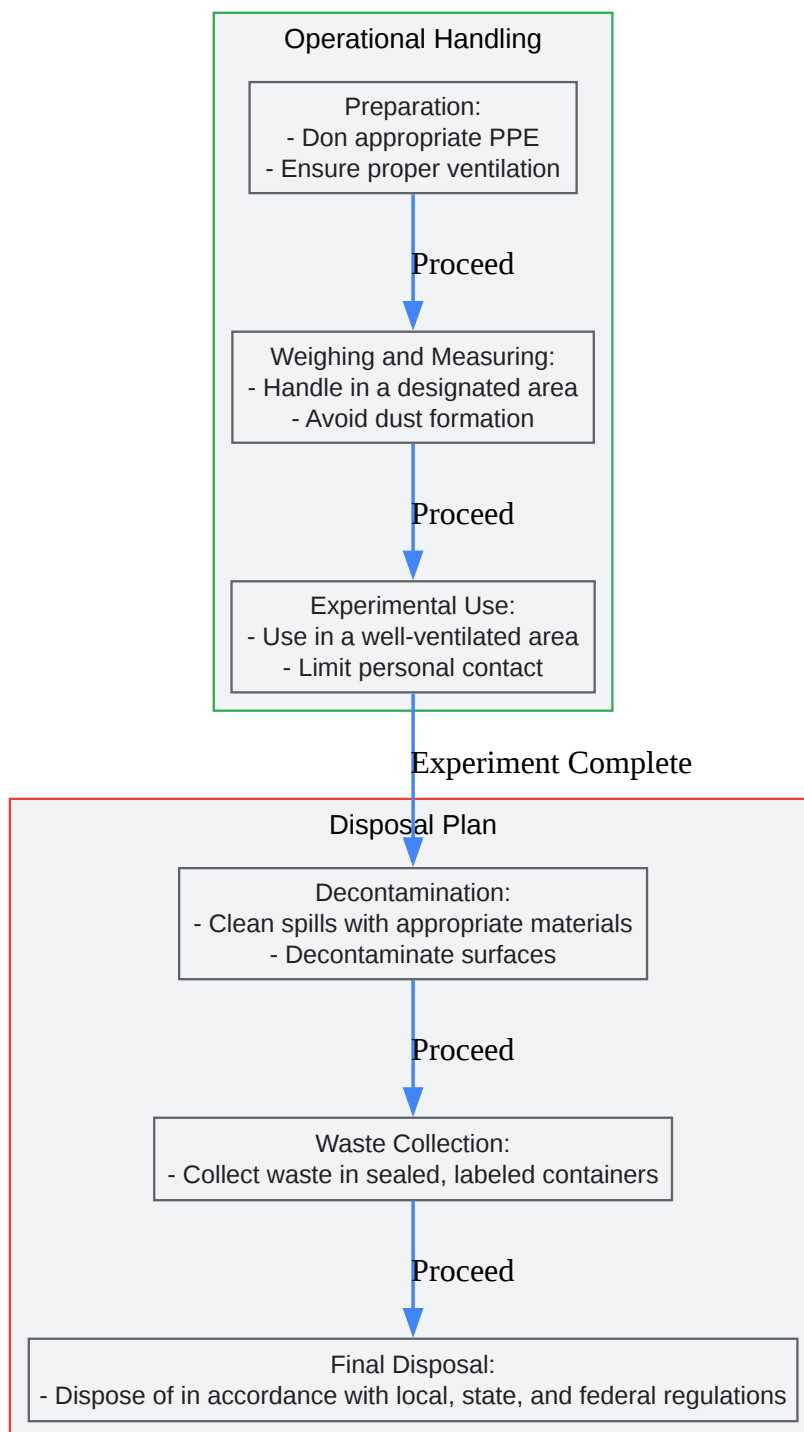 Operational Handling
Preparation:
- Don appropriate PPE
- Ensure proper ventilation
Proceed
Weighing and Measuring:
- Handle in a designated area
- Avoid dust formation
Proceed
Experimental Use:
- Use in a well-ventilated area
- Limit personal contact
Experiment Complete
Disposal Plan
Decontamination:
- Clean spills with appropriate materials
- Decontaminate surfaces
Proceed
Waste Collection:
- Collect waste in sealed, labeled containers
Proceed
Final Disposal:
- Dispose of in accordance with local, state, and federal regulations